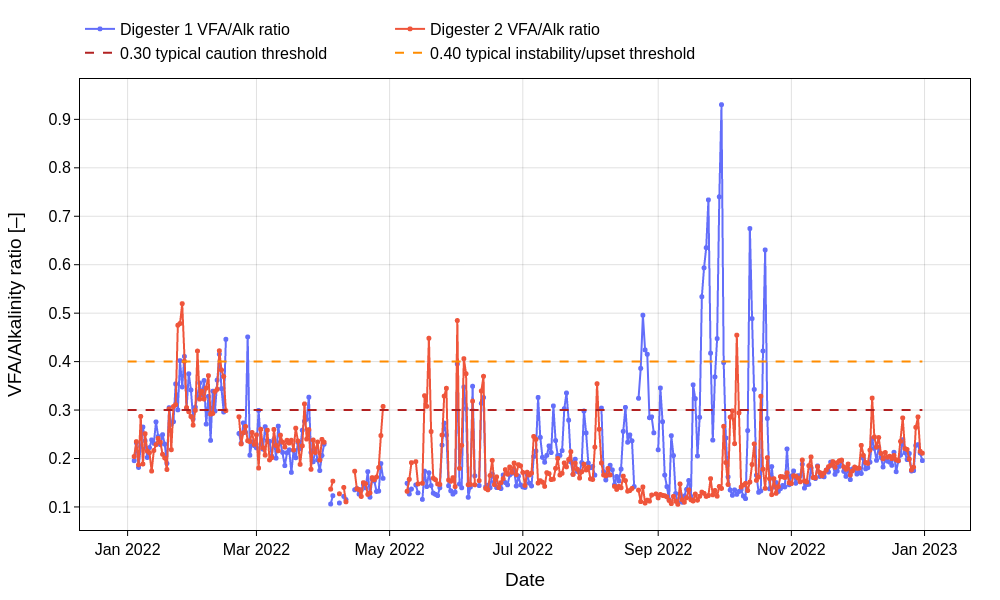 Digester 1 VFA/Alk ratio
Digester 2 VFA/Alk ratio
0.30 typical caution threshold
0.40 typical instability/upset threshold
VFA/Alkalinity ratio [–]
0.9
0.8
0.7
0.6
0.5
0.4
0.3
0.2
0.1
Jan 2022
Mar 2022
May 2022
Jul 2022
Sep 2022
Nov 2022
Jan 2023
Date